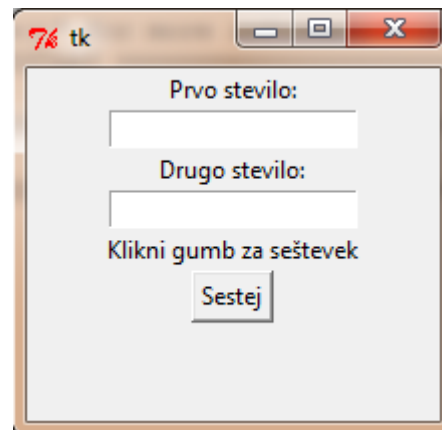 tk
Prvo stevilo:
Drugo stevilo:
Klikni gumb za seštevek
Sestej